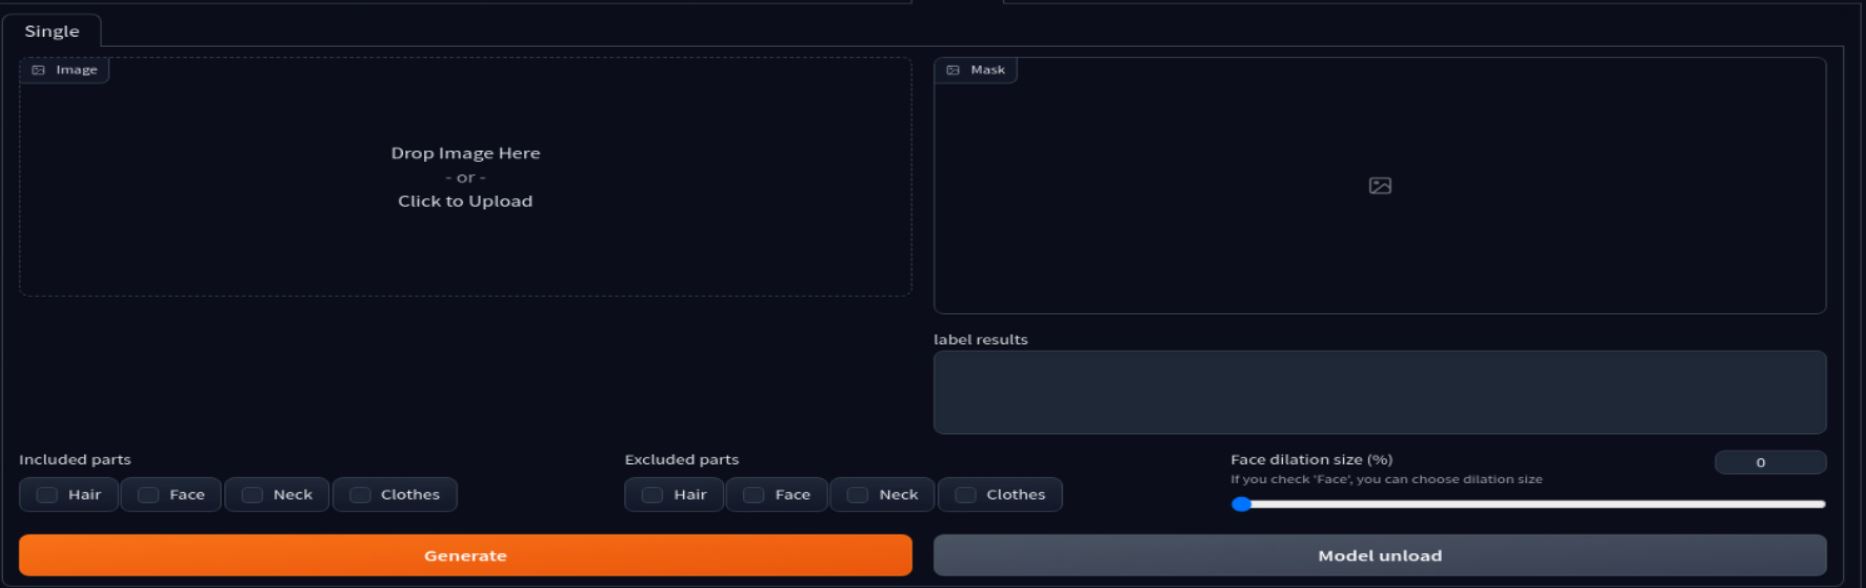 Single
Image
Drop Image Here
- or -
Click to Upload
Mask
label results
Included parts
Hair Face Neck Clothes
Excluded parts
Hair Face Neck Clothes
Face dilation size (%) 0
If you check 'Face', you can choose dilation size
Generate
Model unload